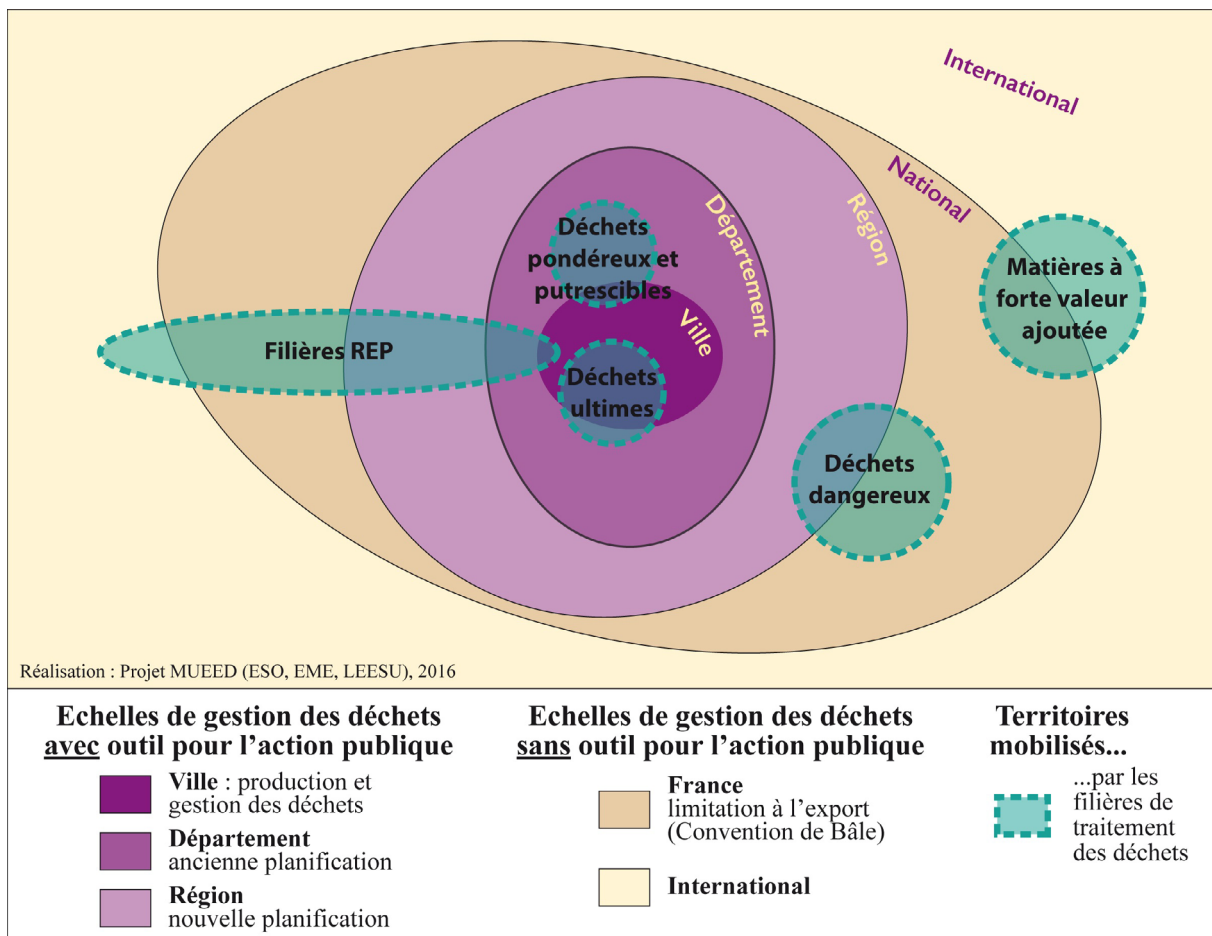 International
National
Région
Département
Ville
Déchets
pondéreux et
putrescibles
Matières à
forte valeur
ajoutée
Filières REP
Déchets
ultimes
Déchets
dangereux
Réalisation : Projet MUEED (ESO, EME, LEESU), 2016
Echelles de gestion des déchets
avec outil pour l'action publique
Ville : production et
gestion des déchets
Département
ancienne planification
Région
nouvelle planification
Echelles de gestion des déchets
sans outil pour l'action publique
France
limitation à l'export
(Convention de Bâle)
International
Territoires
mobilisés...
...par les
filières de
traitement
des déchets